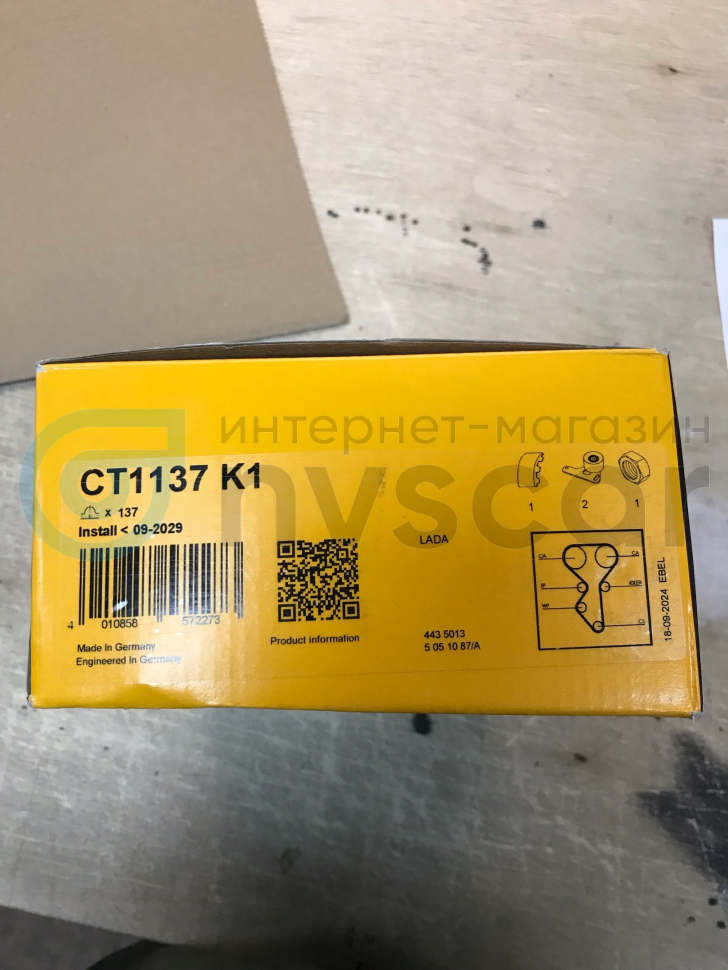 интернет-магазин
nvscar
CT1137 K1
x 137
Install < 09-2029
4 010858 572273
Made In Germany
Engineered In Germany
Product information
LADA
443 5013
5 05 10 87/A
1 2 1
CA CA
IDLER
WP
18-09-2024 EBEL